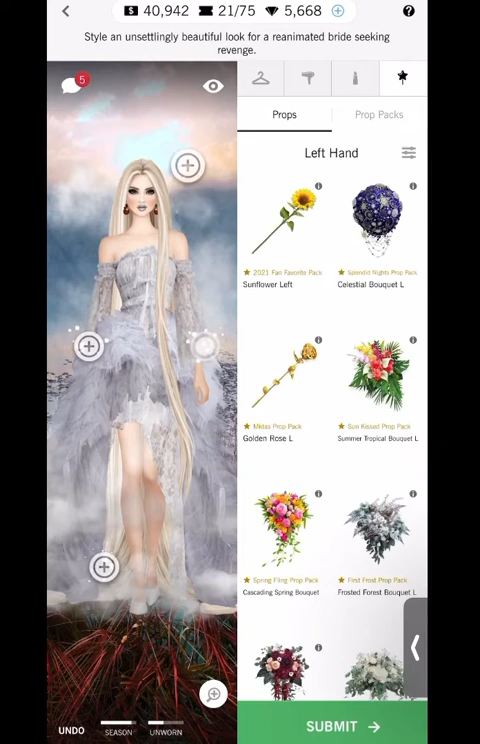 40,942 21/75 5,668
Style an unsettlingly beautiful look for a reanimated bride seeking
revenge.
5
Props Prop Packs
Left Hand
2021 Fan Favorite Pack
Sunflower Left
Splendid Nights Prop Pack
Celestial Bouquet L
Midas Prop Pack
Golden Rose L
Sun Kissed Prop Pack
Summer Tropical Bouquet L
Spring Fling Prop Pack
Cascading Spring Bouquet
First Frost Prop Pack
Frosted Forest Bouquet L
UNDO
SEASON
UNWORN
SUBMIT